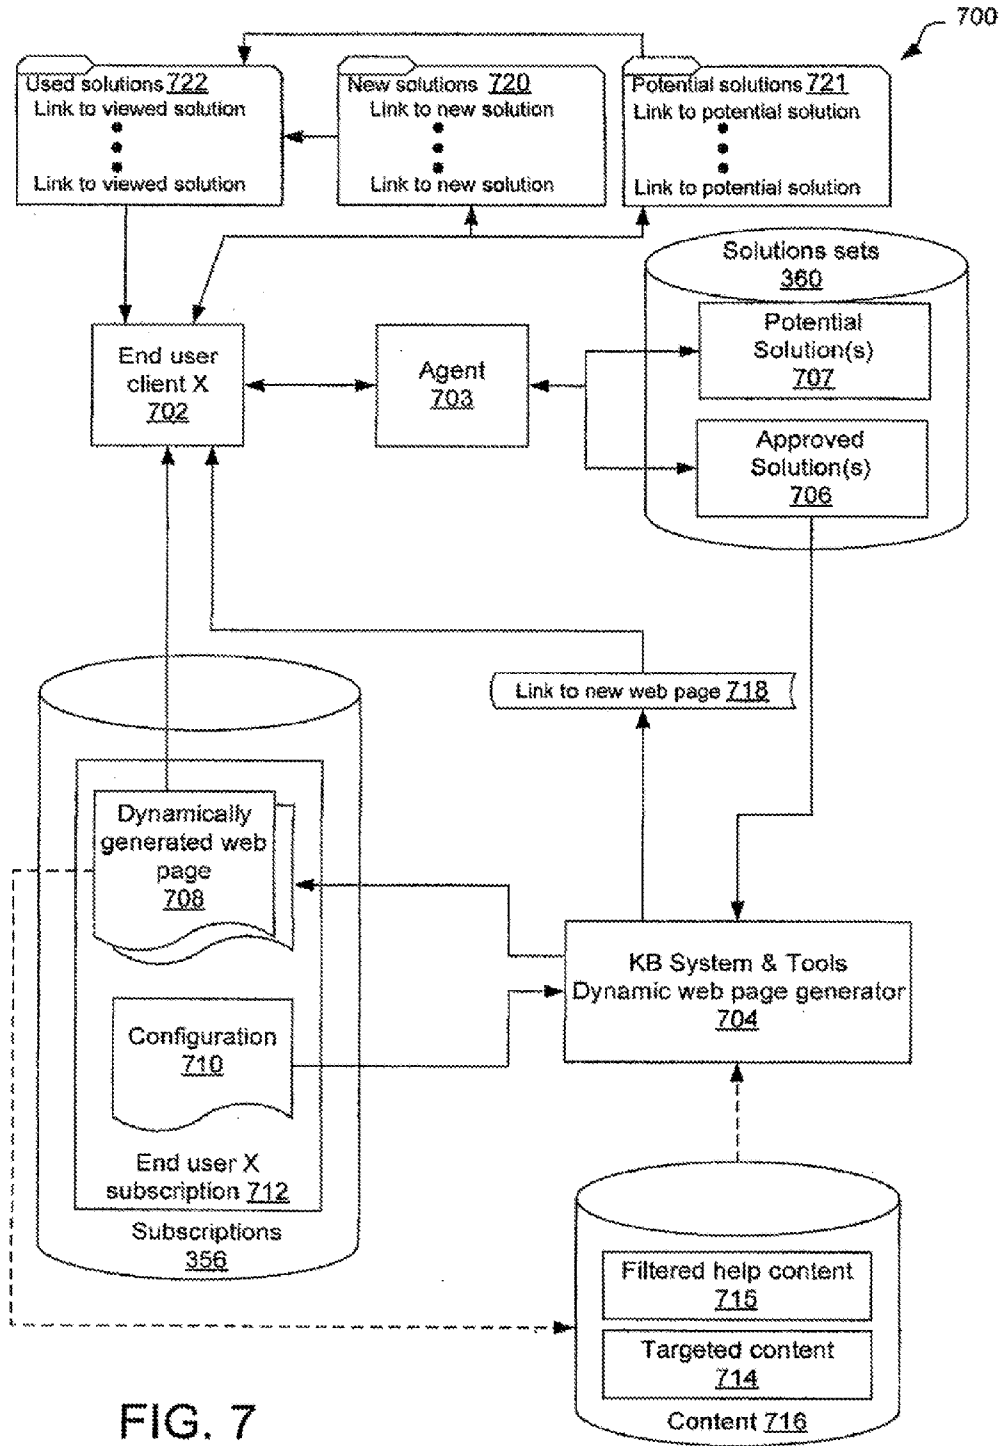 700
Used solutions 722
Link to viewed solution
Link to viewed solution
New solutions 720
Link to new solution
Link to new solution
Potential solutions 721
Link to potential solution
Link to potential solution
Solutions sets
360
Potential
Solution(s)
707
Approved
Solution(s)
706
End user
client X
702
Agent
703
Link to new web page 718
Dynamically
generated web
page
708
Configuration
710
End user X
subscription 712
Subscriptions
356
KB System & Tools
Dynamic web page generator
704
Filtered help content
715
Targeted content
714
Content 716
FIG. 7